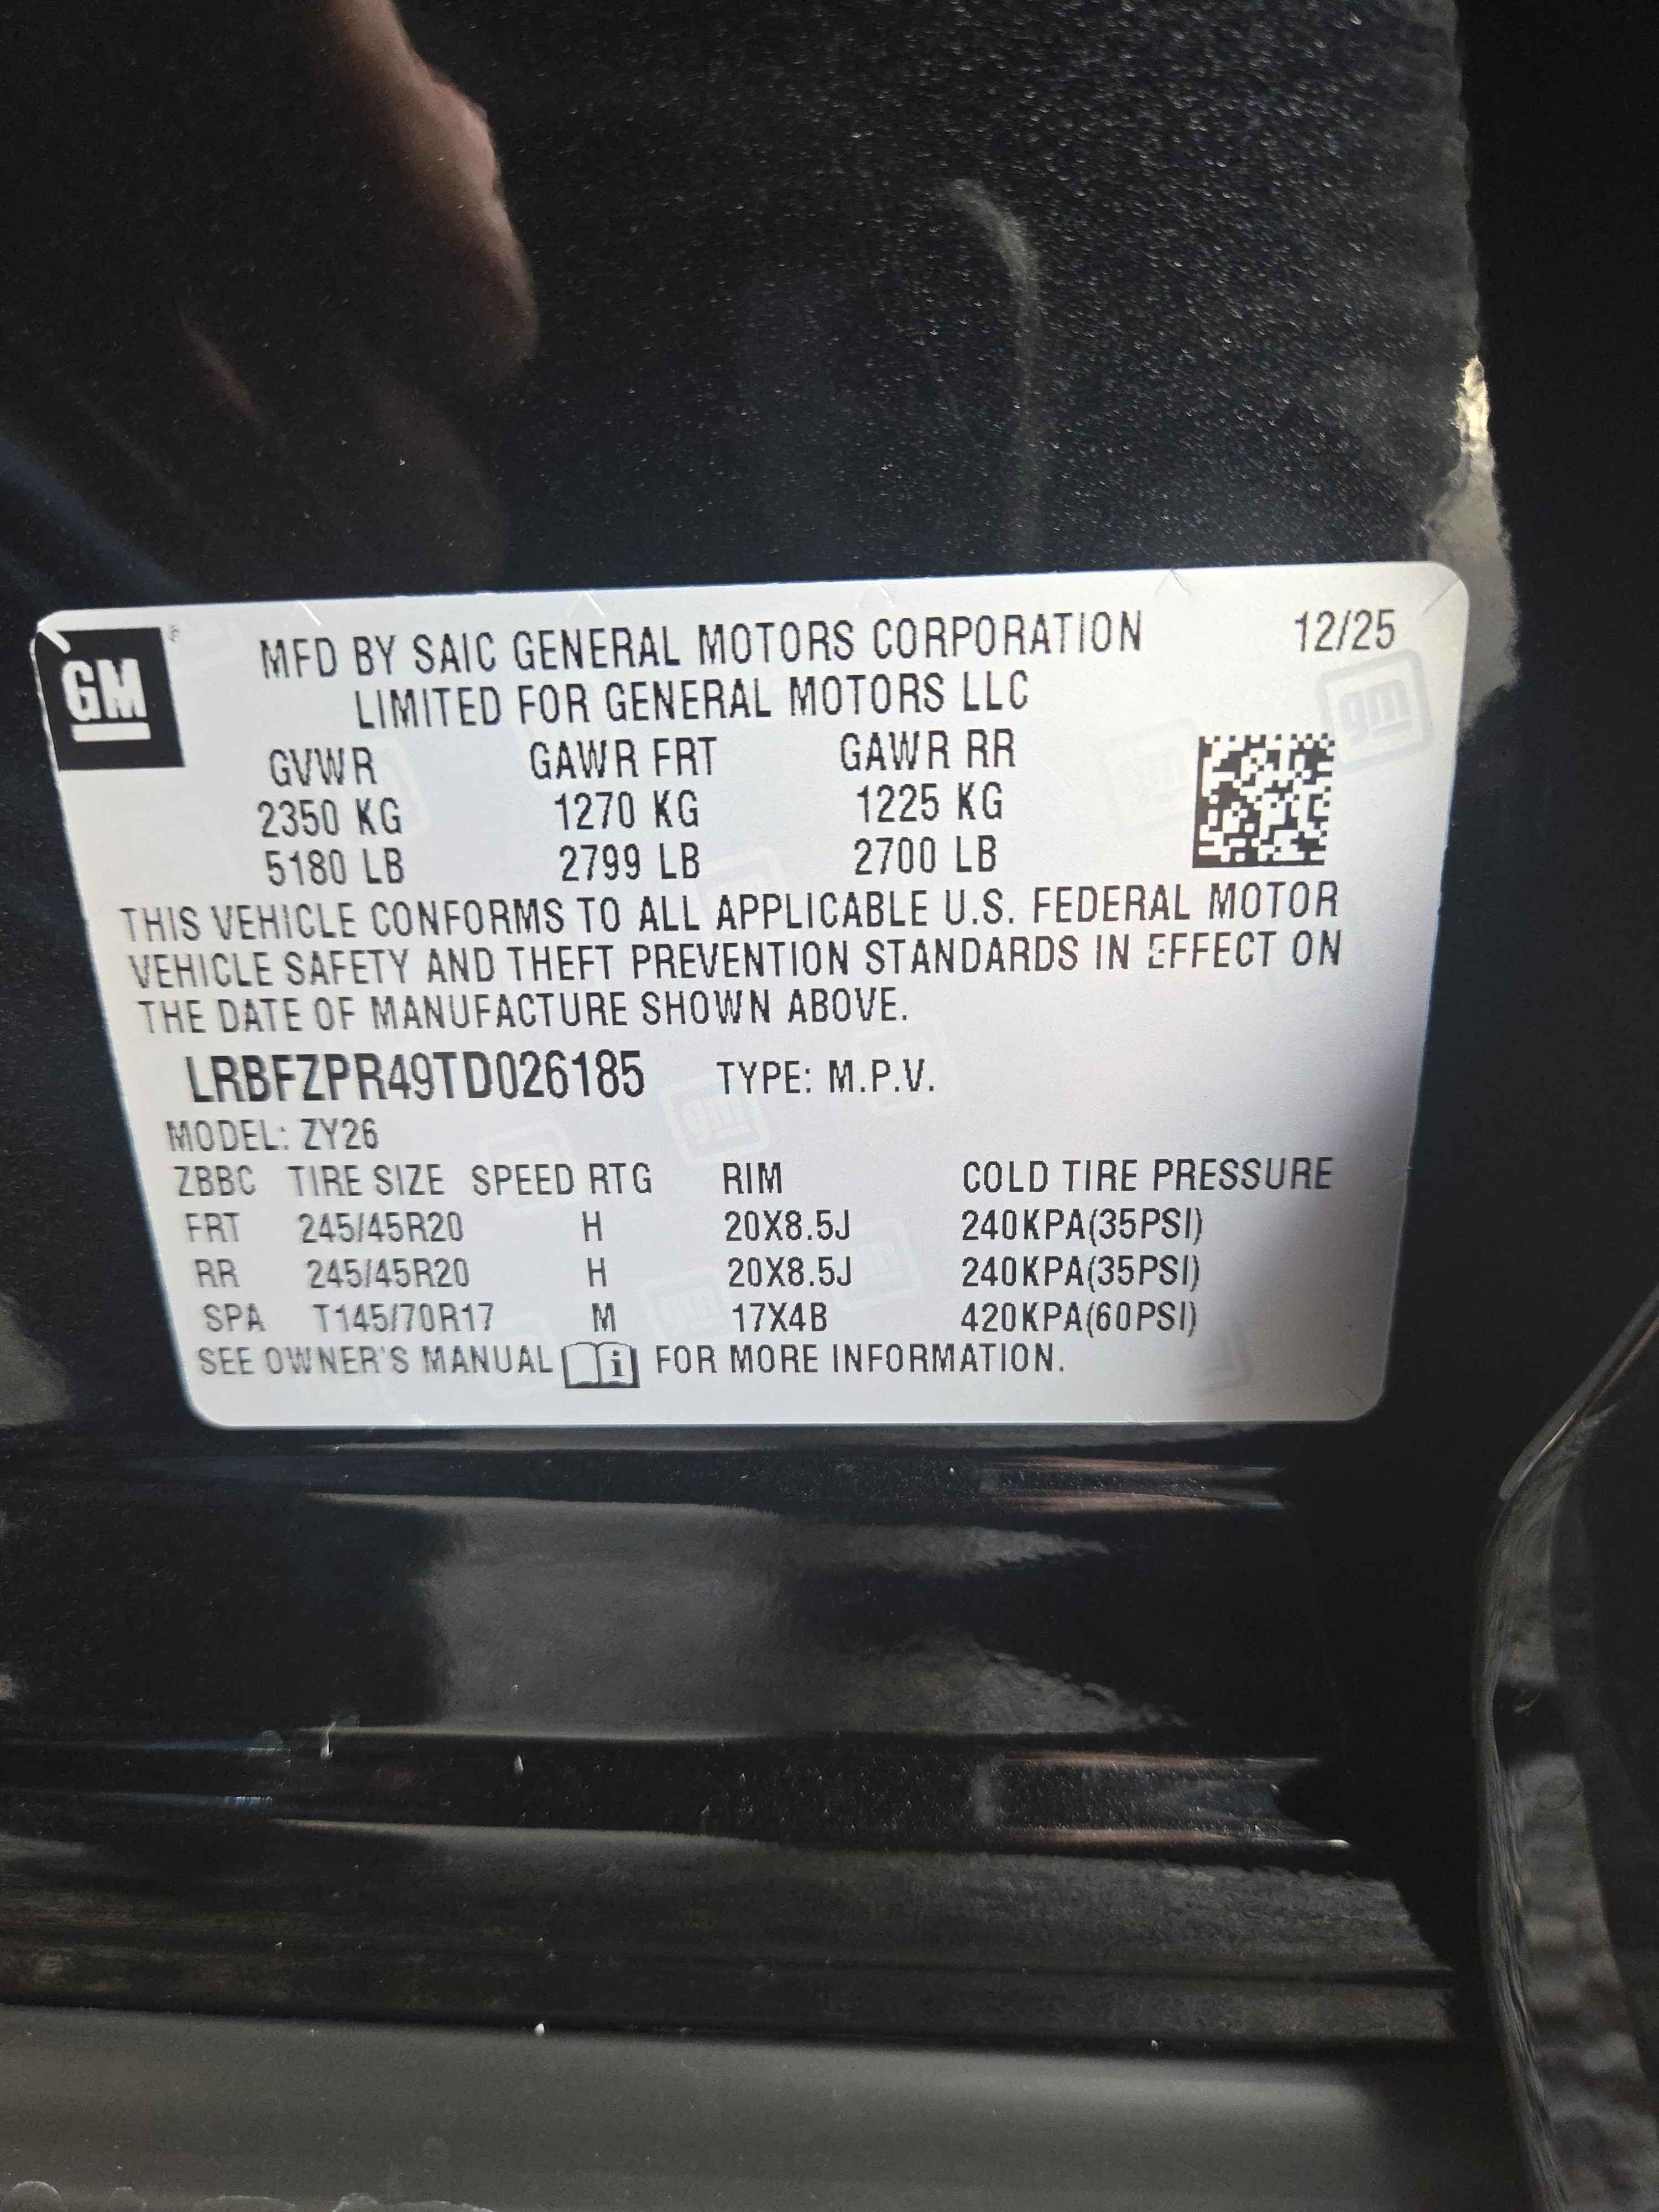 GM
MFD BY SAIC GENERAL MOTORS CORPORATION 12/25
LIMITED FOR GENERAL MOTORS LLC
GVWR GAWR FRT GAWR RR
2350 KG 1270 KG 1225 KG
5180 LB 2799 LB 2700 LB
THIS VEHICLE CONFORMS TO ALL APPLICABLE U.S. FEDERAL MOTOR
VEHICLE SAFETY AND THEFT PREVENTION STANDARDS IN EFFECT ON
THE DATE OF MANUFACTURE SHOWN ABOVE.
LRBFZPR49TD026185 TYPE: M.P.V.
MODEL: ZY26
ZBBC TIRE SIZE SPEED RTG RIM COLD TIRE PRESSURE
FRT 245/45R20 H 20X8.5J 240KPA(35PSI)
RR 245/45R20 H 20X8.5J 240KPA(35PSI)
SPA T145/70R17 M 17X4B 420KPA(60PSI)
SEE OWNER'S MANUAL FOR MORE INFORMATION.